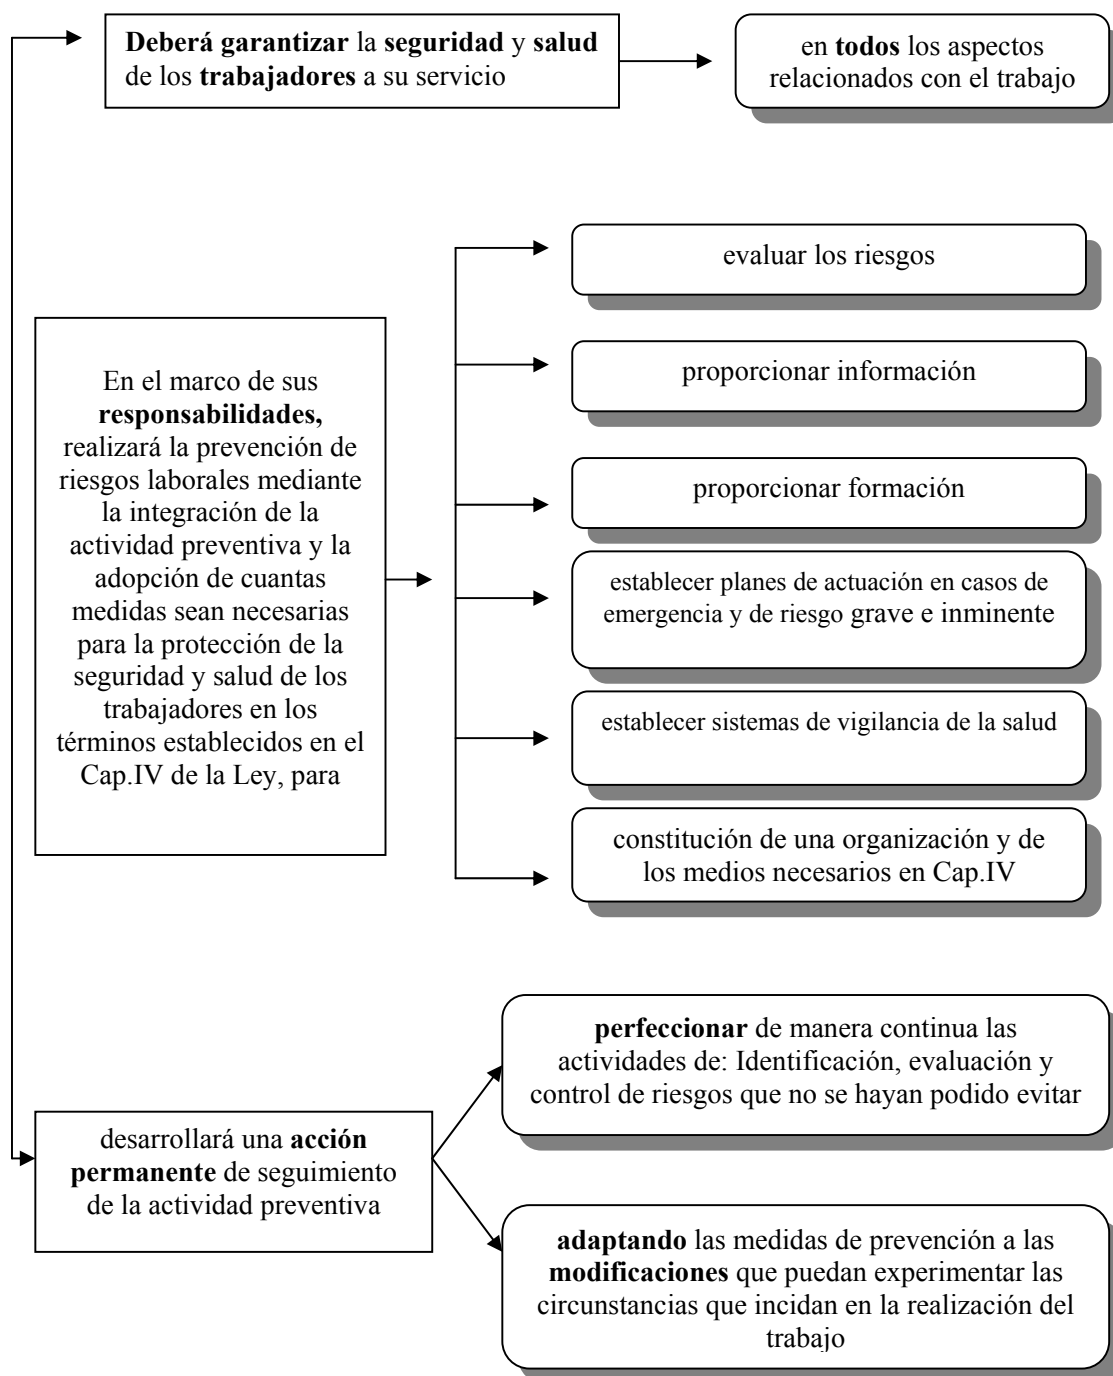 Deberá garantizar la seguridad y salud
de los trabajadores a su servicio
en todos los aspectos
relacionados con el trabajo
En el marco de sus
responsabilidades,
realizará la prevención de
riesgos laborales mediante
la integración de la
actividad preventiva y la
adopción de cuantas
medidas sean necesarias
para la protección de la
seguridad y salud de los
trabajadores en los
términos establecidos en el
Cap.IV de la Ley, para
evaluar los riesgos
proporcionar información
proporcionar formación
establecer planes de actuación en casos de
emergencia y de riesgo grave e inminente
establecer sistemas de vigilancia de la salud
constitución de una organización y de
los medios necesarios en Cap.IV
desarrollará una acción
permanente de seguimiento
de la actividad preventiva
perfeccionar de manera continua las
actividades de: Identificación, evaluación y
control de riesgos que no se hayan podido evitar
adaptando las medidas de prevención a las
modificaciones que puedan experimentar las
circunstancias que incidan en la realización del
trabajo